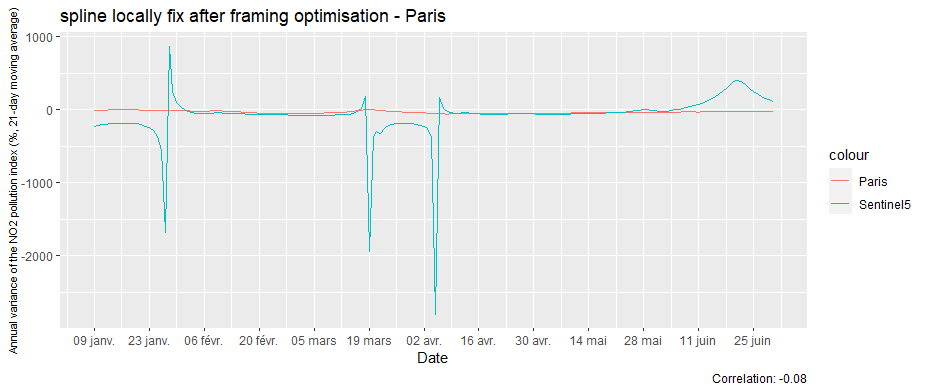 spline locally fix after framing optimisation - Paris
Annual variance of the NO2 pollution index (%, 21-day moving average)
1000
0
-1000
-2000
09 janv.
23 janv.
06 févr.
20 févr.
05 mars
19 mars
02 avr.
16 avr.
30 avr.
14 mai
28 mai
11 juin
25 juin
Date
colour
Paris
Sentinel5
Correlation: -0.08